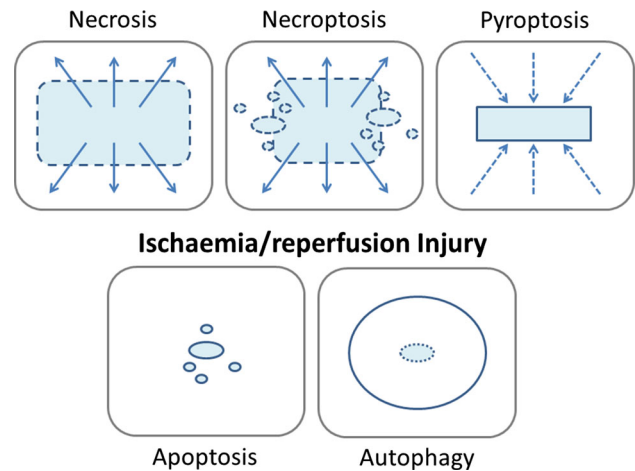 Necrosis
Necroptosis
Pyroptosis
Ischaemia/reperfusion Injury
Apoptosis
Autophagy